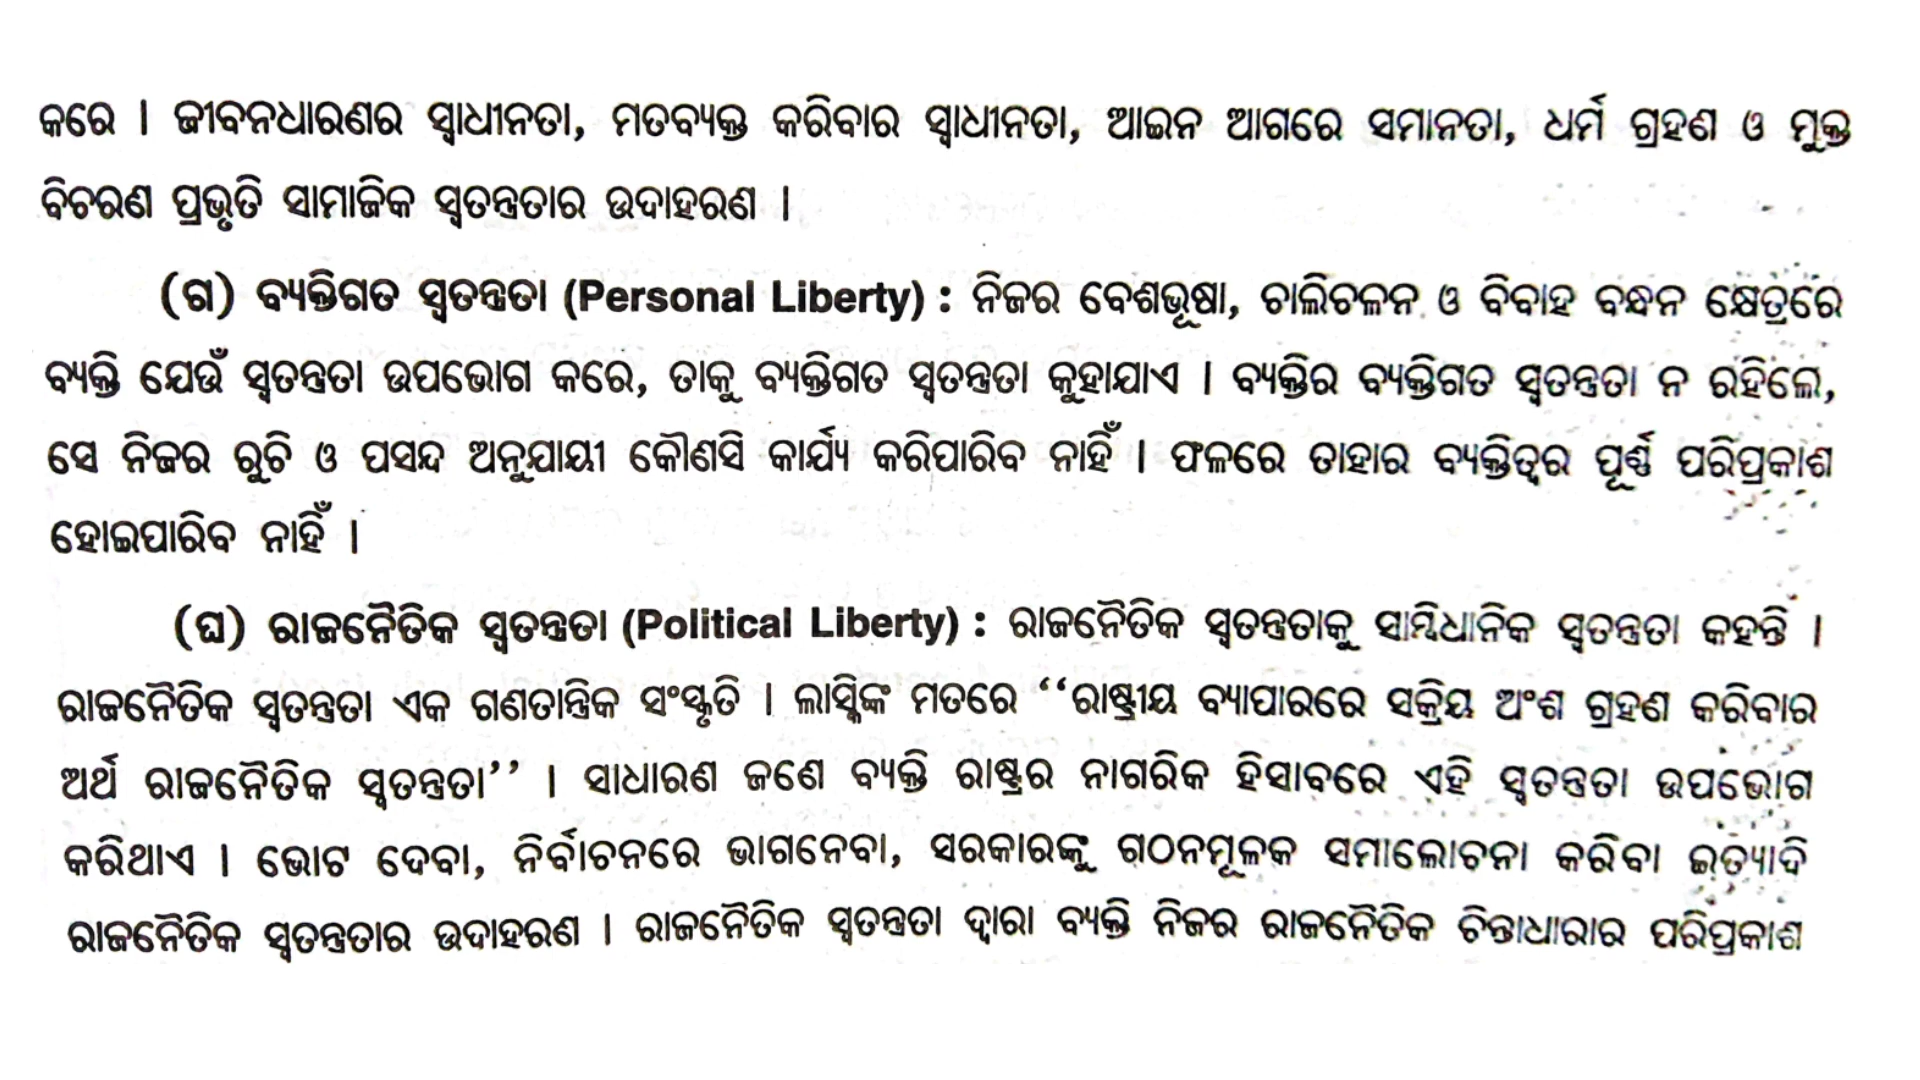 କରେ । ଜୀବନଧାରଣର ସ୍ୱାଧୀନତା, ମତବ୍ୟକ୍ତ କରିବାର ସ୍ୱାଧୀନତା, ଆଇନ ଆଗରେ ସମାନତା, ଧର୍ମ ଗ୍ରହଣ ଓ ମୁକ୍ତ
ବିଚରଣ ପ୍ରଭୃତି ସାମାଜିକ ସ୍ୱତନ୍ତ୍ରତାର ଉଦାହରଣ ।
(ଗ) ବ୍ୟକ୍ତିଗତ ସ୍ୱତନ୍ତ୍ରତା (Personal Liberty) : ନିଜର ବେଶଭୂଷା, ଚାଲିଚଳନ ଓ ବିବାହ ବନ୍ଧନ କ୍ଷେତ୍ରରେ
ବ୍ୟକ୍ତି ଯେଉଁ ସ୍ୱତନ୍ତ୍ରତା ଉପଭୋଗ କରେ, ତାକୁ ବ୍ୟକ୍ତିଗତ ସ୍ୱତନ୍ତ୍ରତା କୁହାଯାଏ । ବ୍ୟକ୍ତିର ବ୍ୟକ୍ତିଗତ ସ୍ୱତନ୍ତ୍ରତା ନ ରହିଲେ,
ସେ ନିଜର ରୁଚି ଓ ପସନ୍ଦ ଅନୁଯାୟୀ କୌଣସି କାର୍ଯ୍ୟ କରିପାରିବ ନାହିଁ । ଫଳରେ ତାହାର ବ୍ୟକ୍ତିତ୍ୱର ପୂର୍ଣ୍ଣ ପରିପ୍ରକାଶ
ହୋଇପାରିବ ନାହିଁ ।
(ଘ) ରାଜନୈତିକ ସ୍ୱତନ୍ତ୍ରତା (Political Liberty) : ରାଜନୈତିକ ସ୍ୱତନ୍ତ୍ରତାକୁ ସାମ୍ବିଧାନିକ ସ୍ୱତନ୍ତ୍ରତା କହନ୍ତି ।
ରାଜନୈତିକ ସ୍ୱତନ୍ତ୍ରତା ଏକ ଗଣତାନ୍ତ୍ରିକ ସଂସ୍କୃତି । ଲାସ୍କିଙ୍କ ମତରେ ‘‘ରାଷ୍ଟ୍ରୀୟ ବ୍ୟାପାରରେ ସକ୍ରିୟ ଅଂଶ ଗ୍ରହଣ କରିବାର
ଅର୍ଥ ରାଜନୈତିକ ସ୍ୱତନ୍ତ୍ରତା’’ । ସାଧାରଣ ଜଣେ ବ୍ୟକ୍ତି ରାଷ୍ଟ୍ରର ନାଗରିକ ହିସାବରେ ଏହି ସ୍ୱତନ୍ତ୍ରତା ଉପଭୋଗ
କରିଥାଏ । ଭୋଟ ଦେବା, ନିର୍ବାଚନରେ ଭାଗନେବା, ସରକାରଙ୍କୁ ଗଠନମୂଳକ ସମାଲୋଚନା କରିବା ଇତ୍ୟାଦି
ରାଜନୈତିକ ସ୍ୱତନ୍ତ୍ରତାର ଉଦାହରଣ । ରାଜନୈତିକ ସ୍ୱତନ୍ତ୍ରତା ଦ୍ୱାରା ବ୍ୟକ୍ତି ନିଜର ରାଜନୈତିକ ଚିନ୍ତାଧାରାର ପରିପ୍ରକାଶ